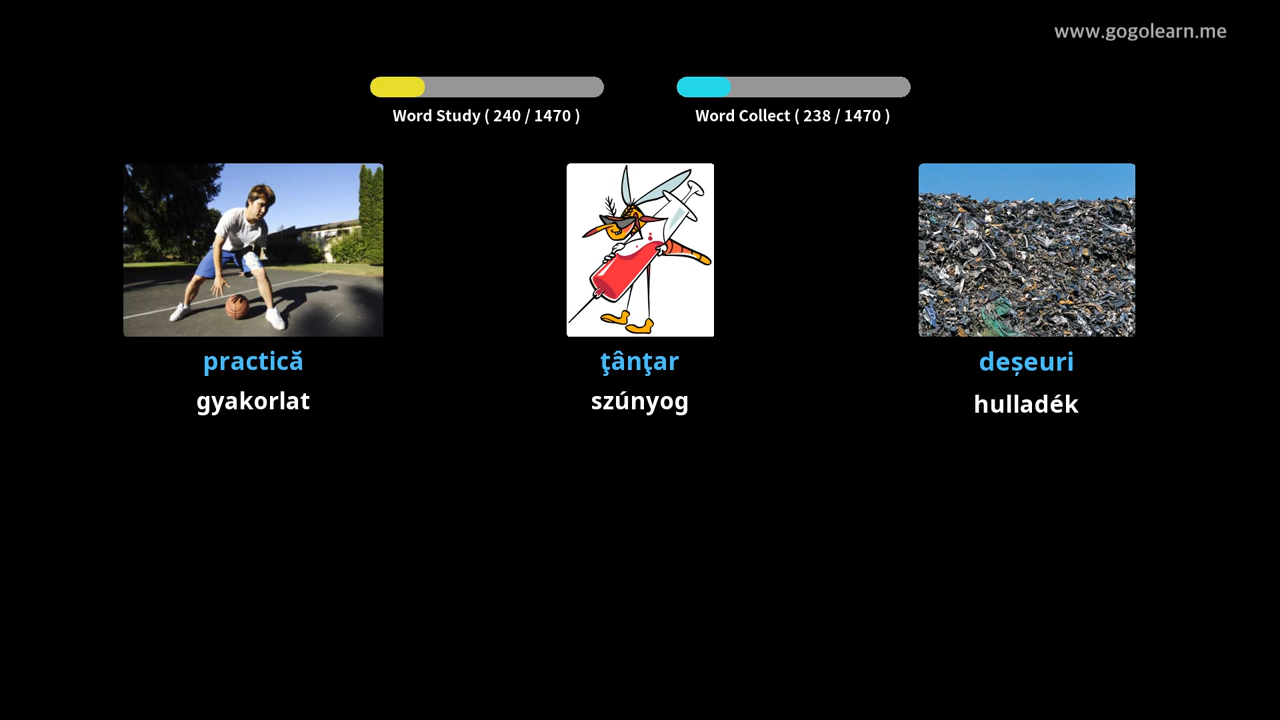 www.gogolearn.me
Word Study ( 240 / 1470 )
Word Collect ( 238 / 1470 )
practică
ţânţar
deșeuri
gyakorlat
szúnyog
hulladék